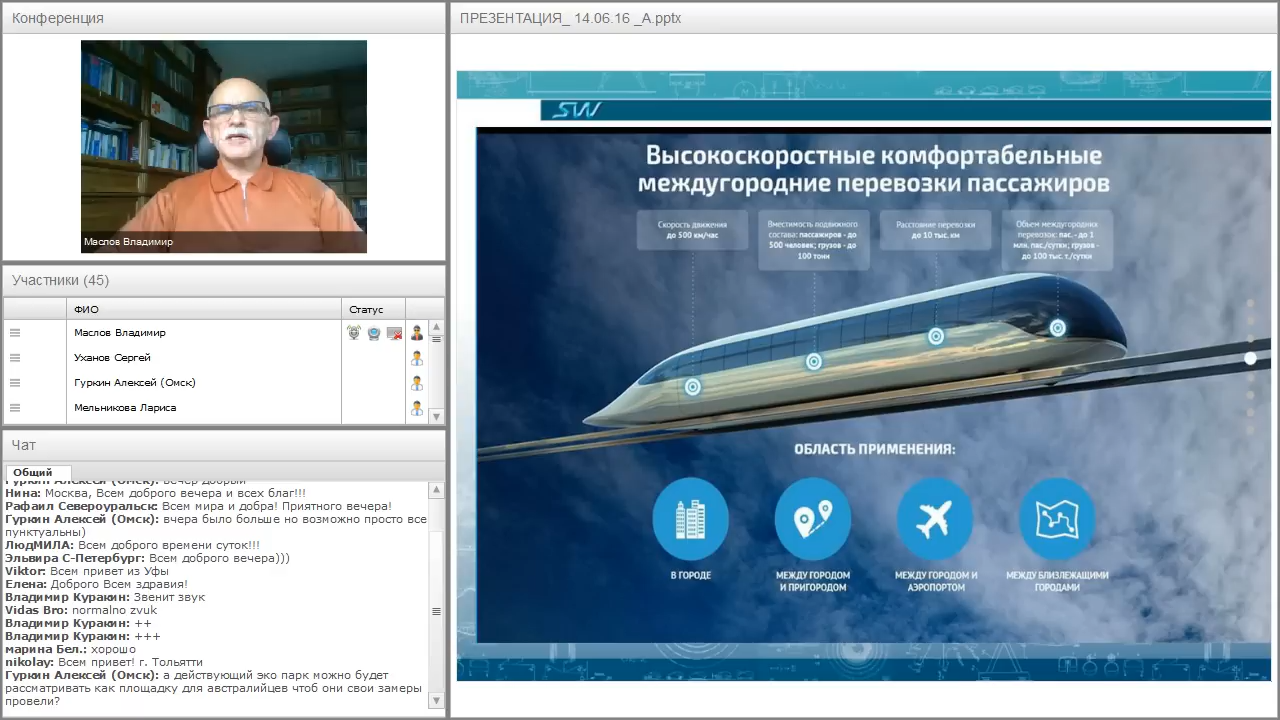 Конференция
Маслов Владимир
Участники (45)
ФИО
Статус
Маслов Владимир
Уханов Сергей
Гуркин Алексей (Омск)
Мельникова Лариса
Чат
Общий
Гуркин Алексей (Омск): вечер добрый
Нина: Москва, Всем доброго вечера и всех благ!!!
Рафаил Североуральск: Всем мира и добра! Приятного вечера!
Гуркин Алексей (Омск): вчера было больше но возможно просто все
пунктуальны)
ЛюдМИЛА: Всем доброго времени суток!!!
Эльвира С-Петербург: Всем доброго вечера)))
Viktor: Всем привет из Уфы
Елена: Доброго Всем здравия!
Владимир Куракин: Звенит звук
Vidas Bro: normalno zvuk
Владимир Куракин: ++
Владимир Куракин: +++
марина Бел.: хорошо
nikolay: Всем привет! г. Тольятти
Гуркин Алексей (Омск): а действующий эко парк можно будет
рассматривать как площадку для австралийцев чтоб они свои замеры
провели?
ПРЕЗЕНТАЦИЯ_ 14.06.16 _A.pptx
SW
Высокоскоростные комфортабельные
междугородние перевозки пассажиров
Скорость движения
до 500 км/час
Вместимость подвижного
состава: пассажиров - до
500 человек; грузов - до
100 тонн
Расстояние перевозки
до 10 тыс. км
Объем междугородних
перевозок: пас. - до 1
млн. пас./сутки; грузов -
до 100 тыс. т./сутки
ОБЛАСТЬ ПРИМЕНЕНИЯ:
В ГОРОДЕ
МЕЖДУ ГОРОДОМ
И ПРИГОРОДОМ
МЕЖДУ ГОРОДОМ И
АЭРОПОРТОМ
МЕЖДУ БЛИЗЛЕЖАЩИМИ
ГОРОДАМИ